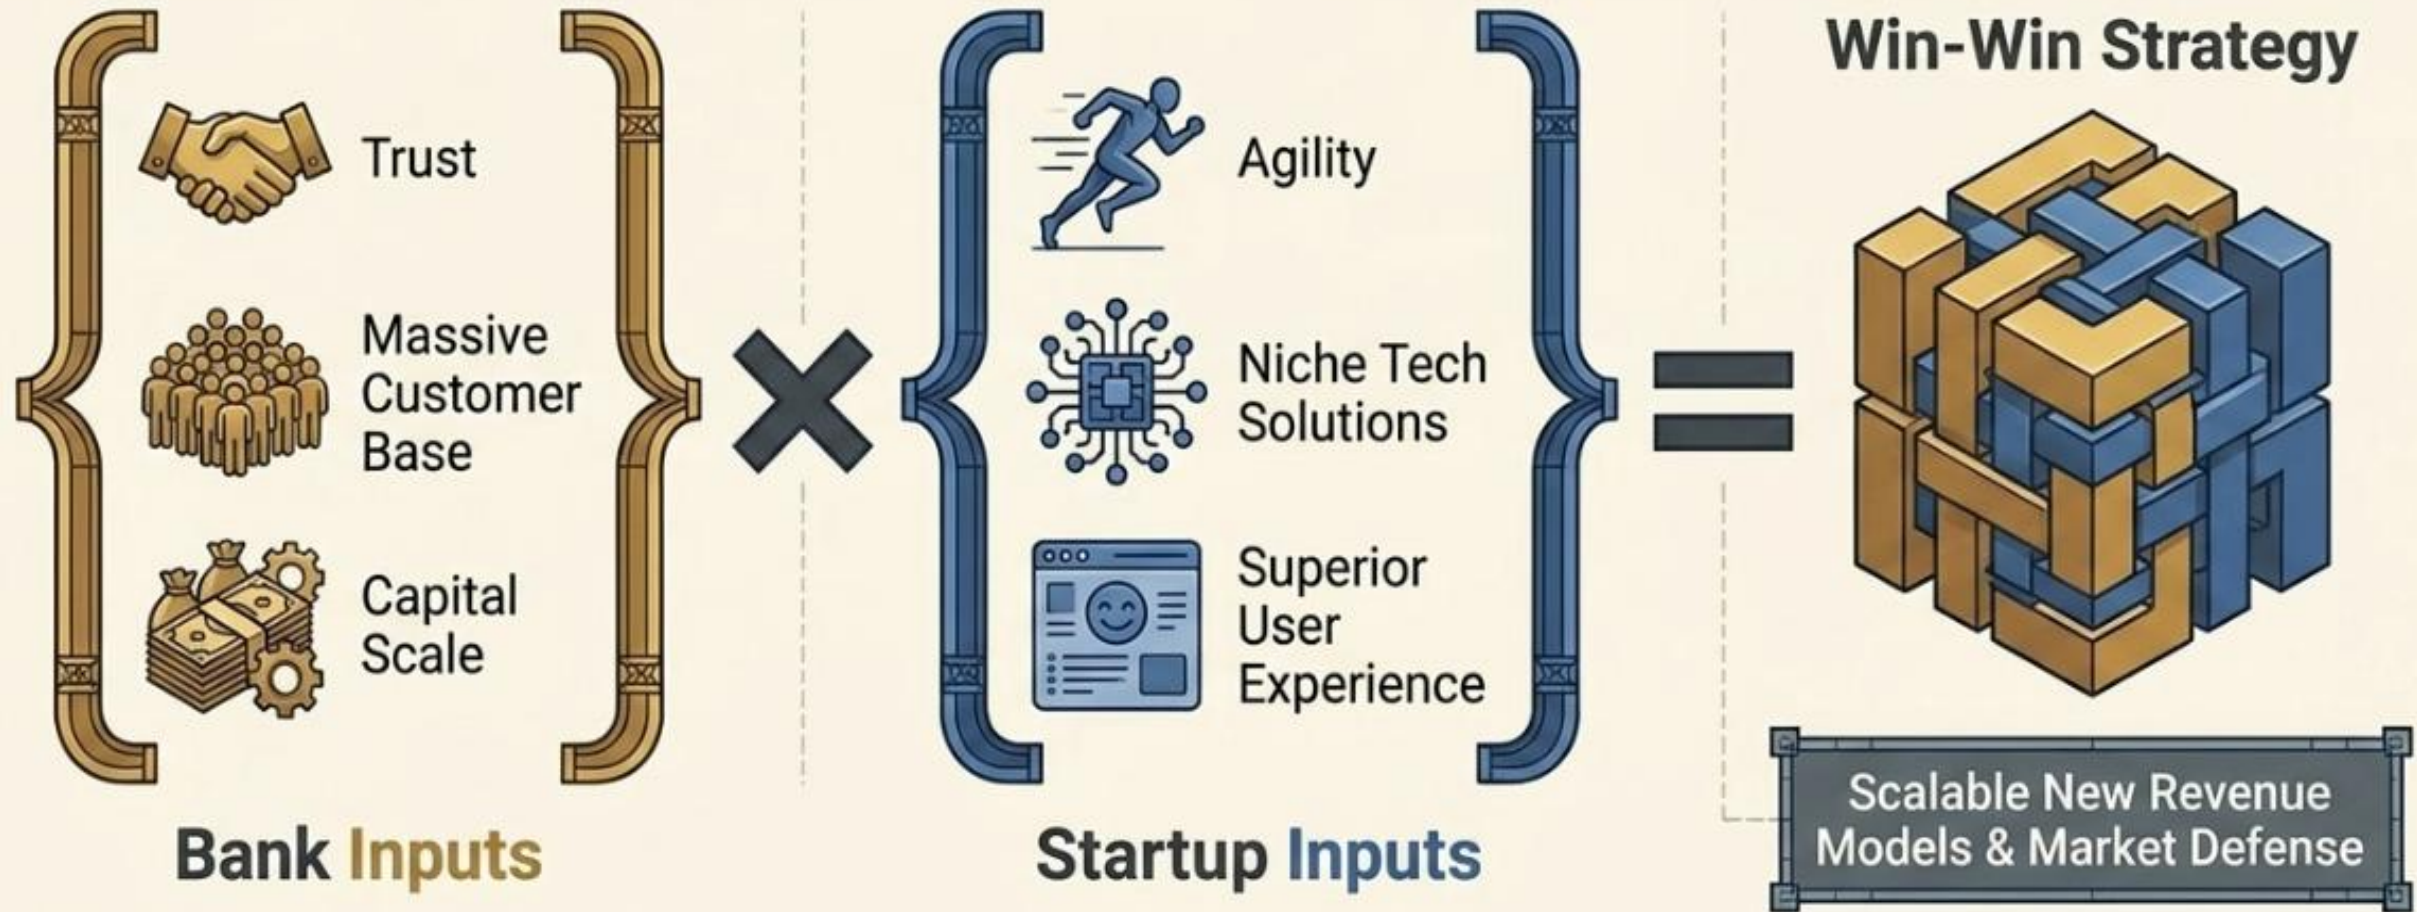 Trust
Massive
Customer
Base
Capital
Scale
Bank Inputs
Agility
Niche Tech
Solutions
Superior
User
Experience
Startup Inputs
Win-Win Strategy
Scalable New Revenue
Models & Market Defense